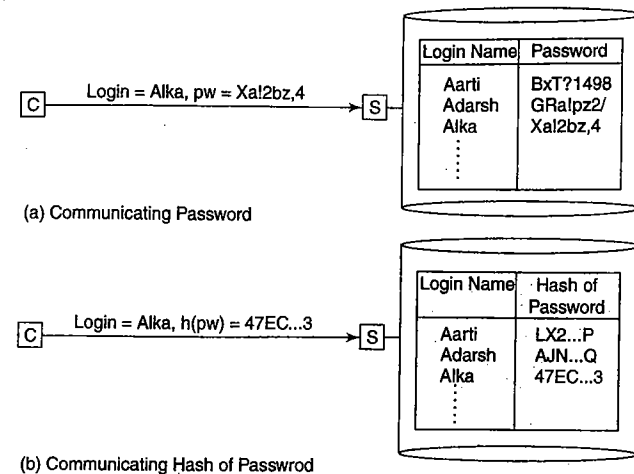 Login Name Password
C Login = Alka, pw = Xa!2bz,4 S
Aarti BxT?1498
Adarsh GRa!pz2/
Alka Xa!2bz,4
(a) Communicating Password
Login Name Hash of Password
C Login = Alka, h(pw) = 47EC...3 S
Aarti LX2...P
Adarsh AJN...Q
Alka 47EC...3
(b) Communicating Hash of Passwrod